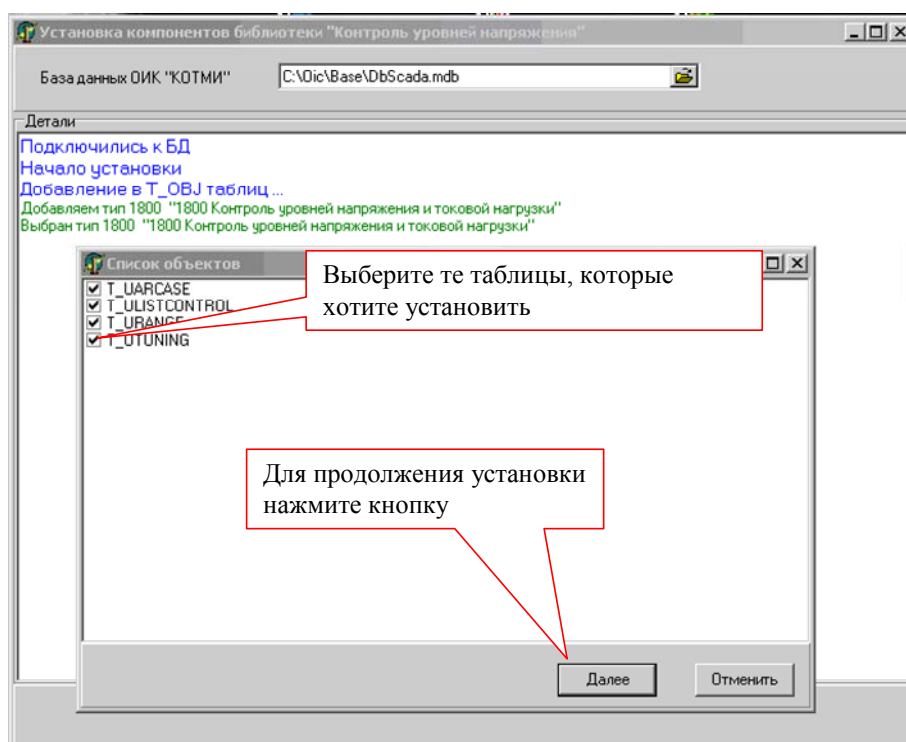 Установка компонентов библиотеки "Контроль уровней напряжения"
База данных ОИК "КОТМИ"
C:\Oic\Base\DbScada.mdb
Детали
Подключились к БД
Начало установки
Добавление в T_OBJ таблиц ...
Добавляем тип 1800 "1800 Контроль уровней напряжения и токовой нагрузки"
Выбран тип 1800 "1800 Контроль уровней напряжения и токовой нагрузки"
Список объектов
Выберите те таблицы, которые
хотите установить
T_UARCASE
T_ULISTCONTROL
T_URANGE
T_UTUNING
Для продолжения установки
нажмите кнопку
Далее
Отменить